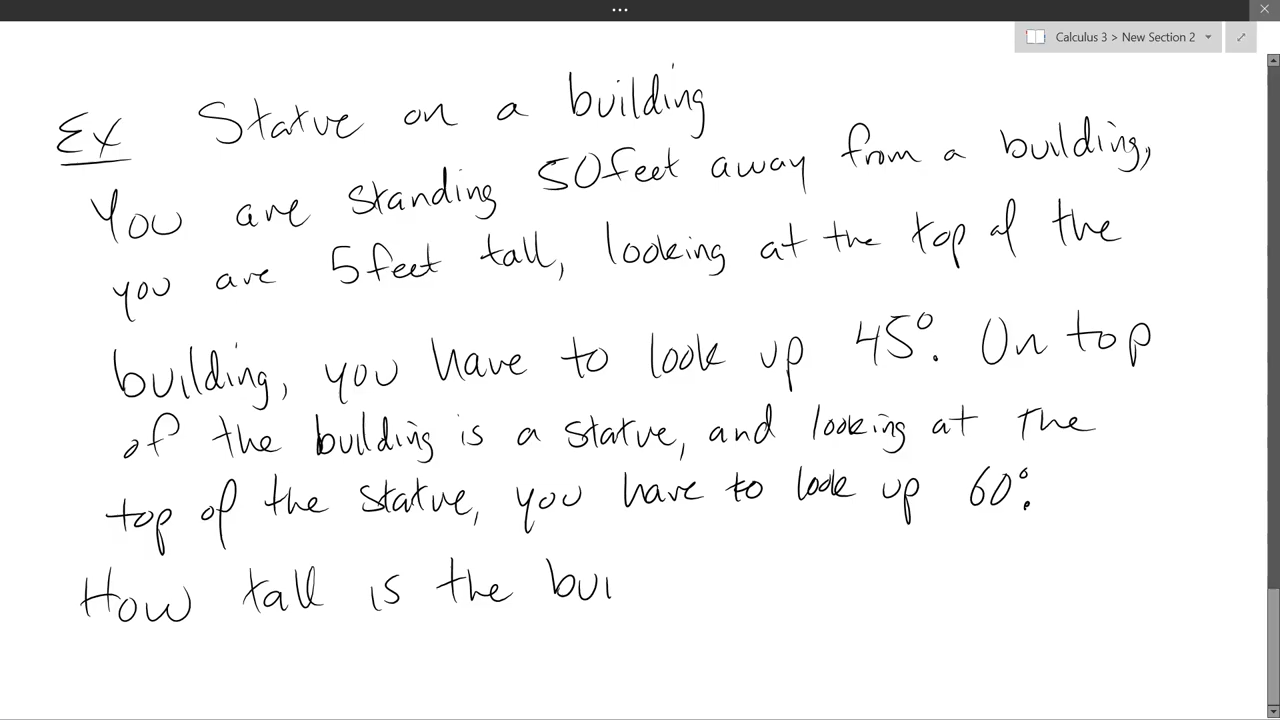 Calculus 3 > New Section 2
Ex Statue on a building
You are standing 50feet away from a building,
you are 5feet tall, looking at the top of the
building, you have to look up 45°. On top
of the building is a statue, and looking at the
top of the statue, you have to look up 60°.
How tall is the bui